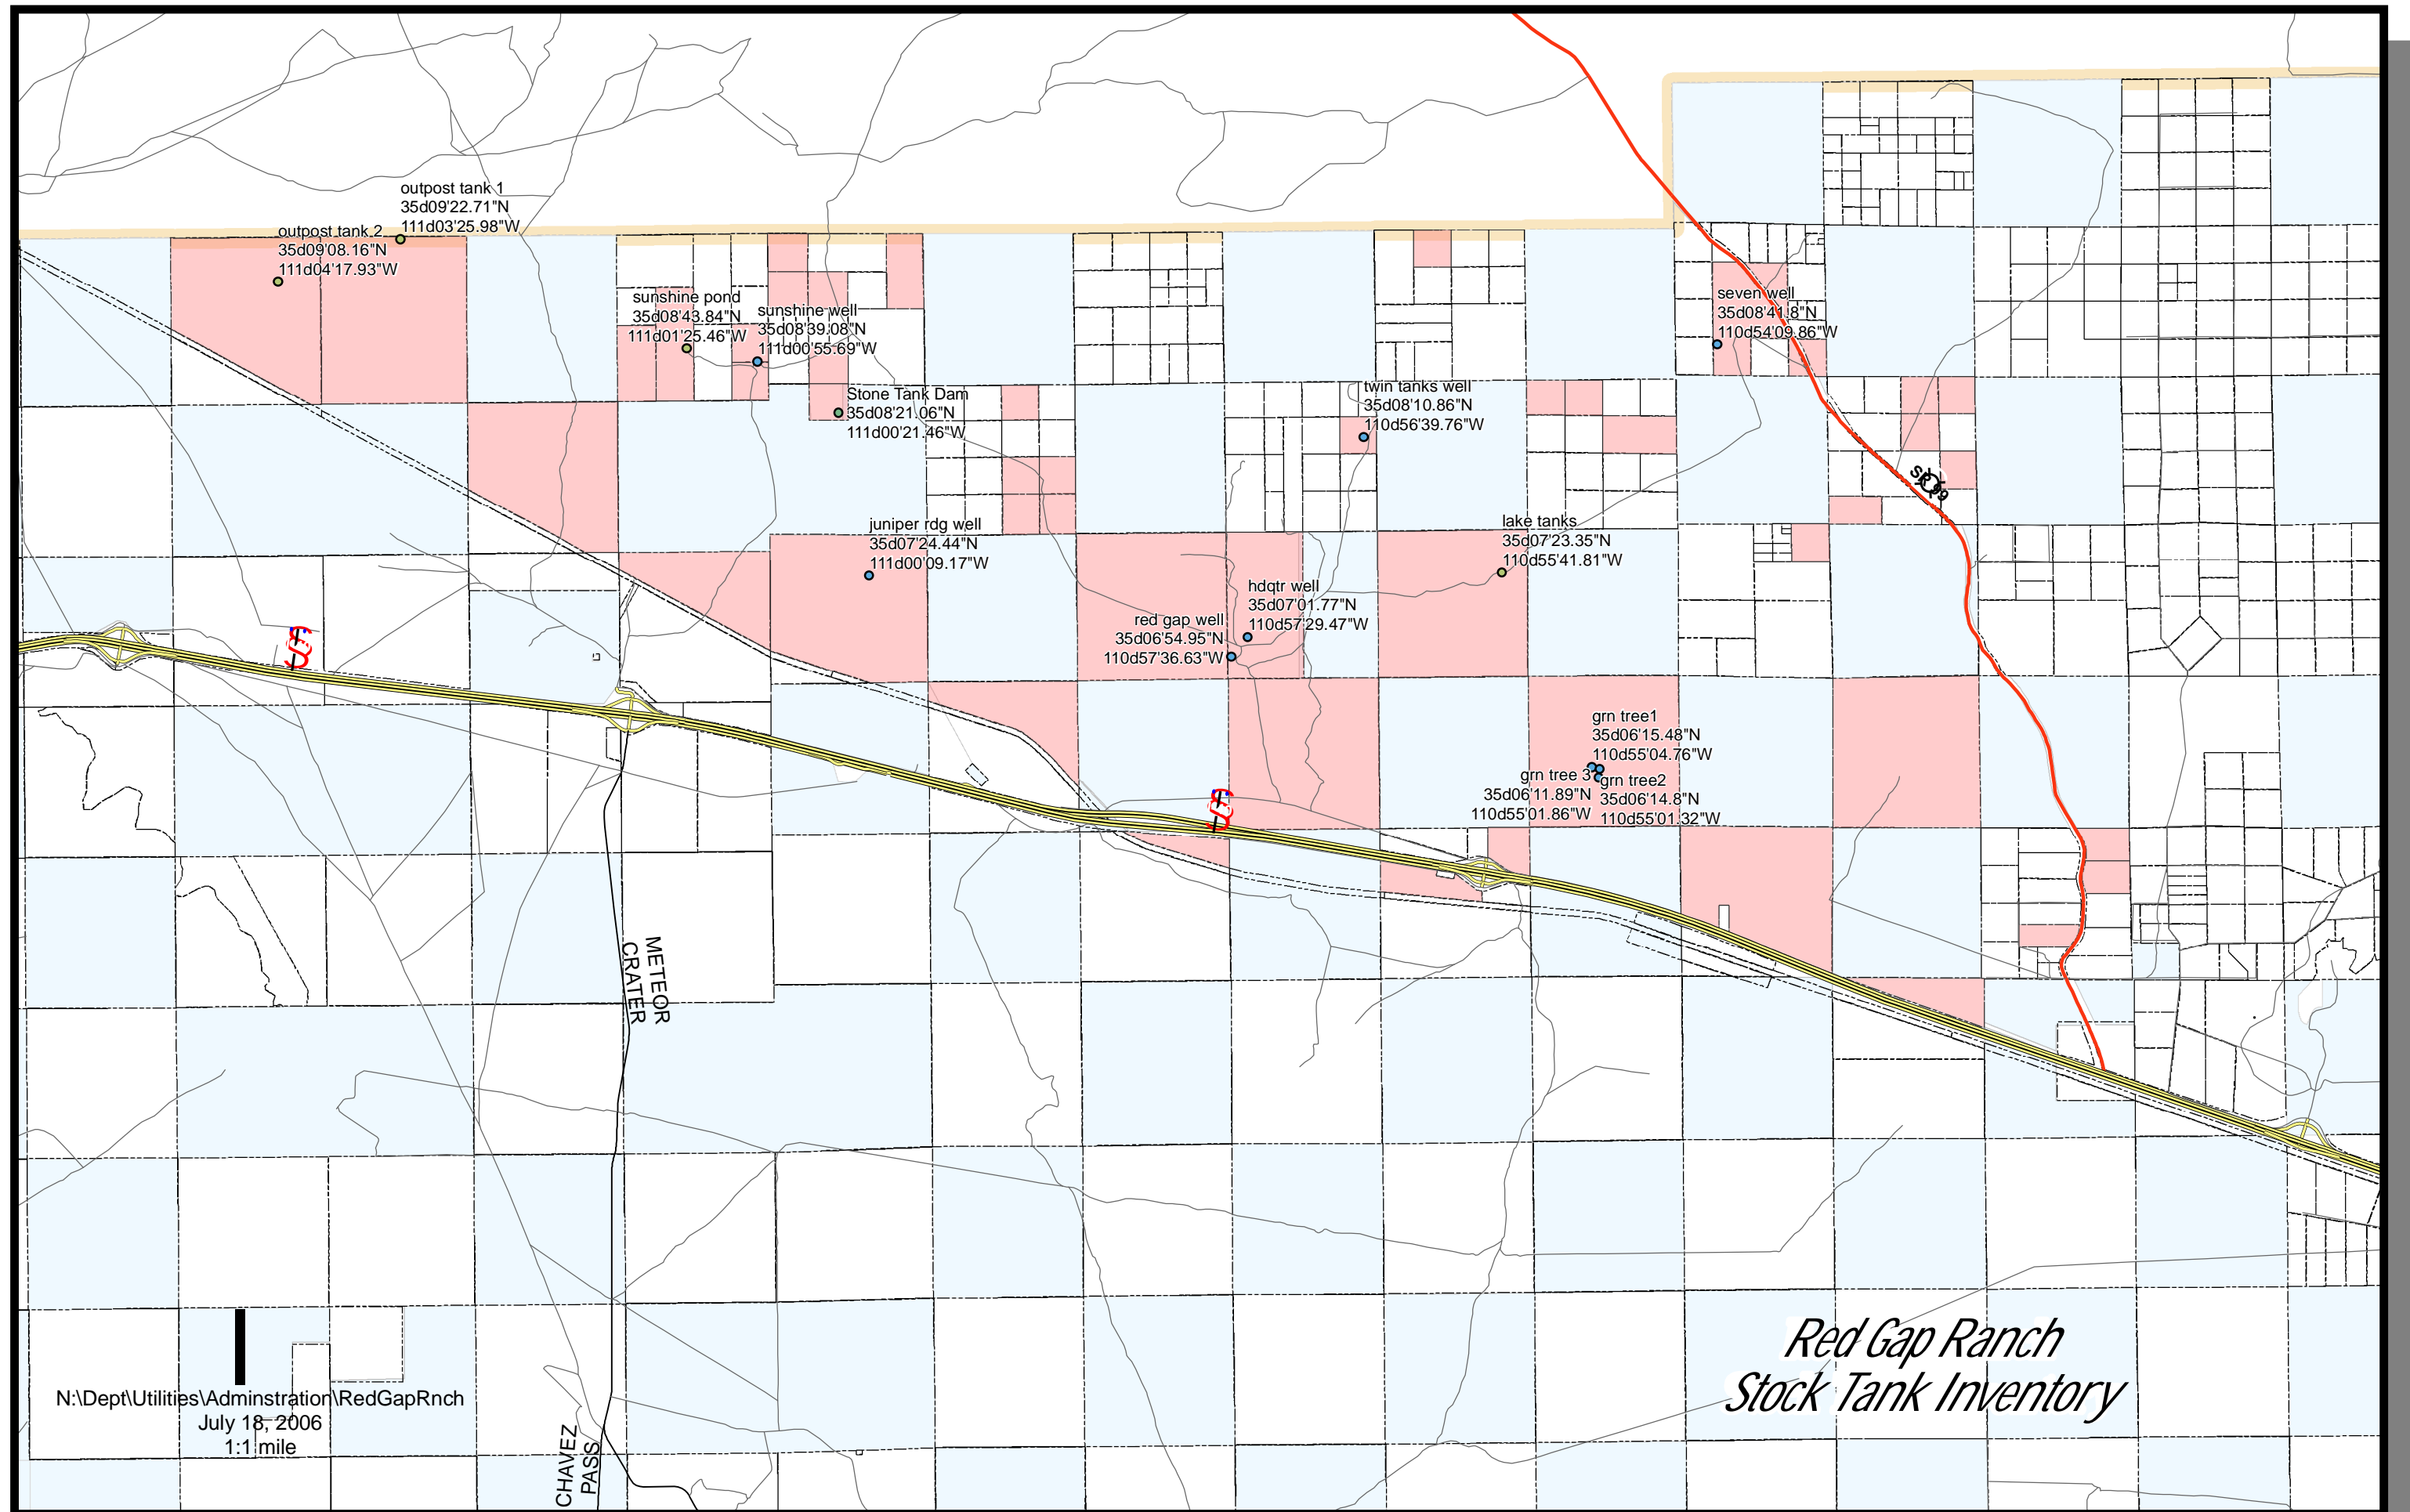 outpost tank 1
35d09'22.71"N
111d03'25.98"W
outpost tank 2
35d09'08.16"N
111d04'17.93"W
sunshine pond
35d08'43.84"N
111d01'25.46"W
sunshine well
35d08'39.08"N
111d00'55.69"W
seven well
35d08'41.8"N
110d54'09.86"W
Stone Tank Dam
35d08'21.06"N
111d00'21.46"W
twin tanks well
35d08'10.86"N
110d56'39.76"W
SR 99
juniper rdg well
35d07'24.44"N
111d00'09.17"W
lake tanks
35d07'23.35"N
110d55'41.81"W
hdqtr well
35d07'01.77"N
110d57'29.47"W
red gap well
35d06'54.95"N
110d57'36.63"W
grn tree1
35d06'15.48"N
110d55'04.76"W
grn tree 3
35d06'11.89"N
110d55'01.86"W
grn tree2
35d06'14.8"N
110d55'01.32"W
METEOR
CRATER
Red Gap Ranch
Stock Tank Inventory
N:\Dept\Utilities\Adminstration\RedGapRnch
July 18, 2006
1:1 mile
CHAVEZ
PASS